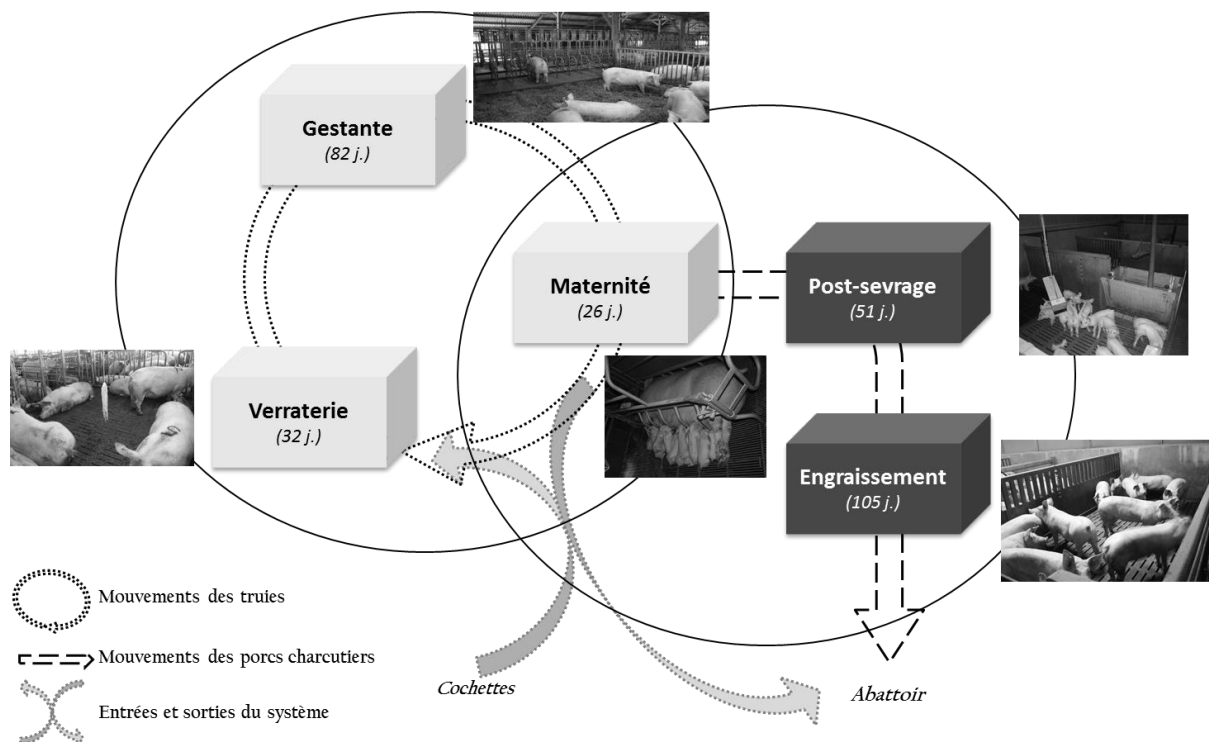 Gestante
(82 j.)
Maternité
(26 j.)
Post-sevrage
(51 j.)
Verraterie
(32 j.)
Engraissement
(105 j.)
Mouvements des truies
Mouvements des porcs charcutiers
Entrées et sorties du système
Cochettes
Abattoir